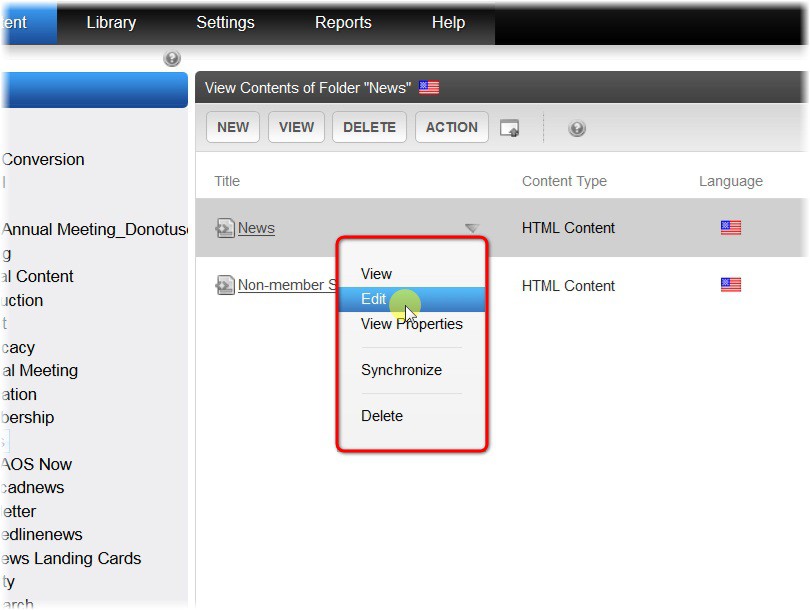 ent Library Settings Reports Help
View Contents of Folder "News"
NEW VIEW DELETE ACTION
Title Content Type Language
News HTML Content
Non-member S HTML Content
View
Edit
View Properties
Synchronize
Delete
Conversion
Annual Meeting_Donotuse
g
al Content
uction
t
cacy
al Meeting
ation
bership
s
AOS Now
cadnews
etter
edlinenews
ews Landing Cards
ty
earch